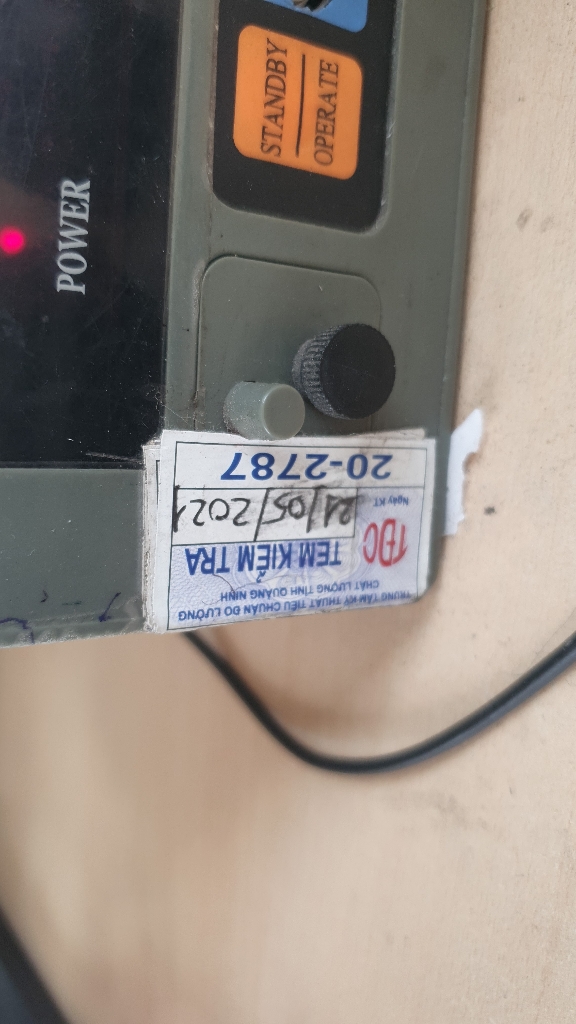 STANDBY
OPERATE
POWER
TRUNG TÂM KỸ THUẬT TIÊU CHUẨN ĐO LƯỜNG
CHẤT LƯỢNG TỈNH QUẢNG NINH
TĐC
TEM KIỂM TRA
Ngày KT
21/05/2021
20-2787